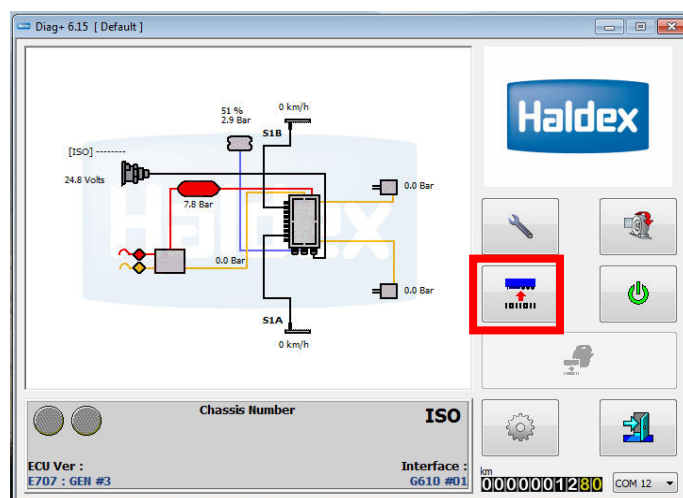 Diag+ 6.15 [ Default ]
51 %
2.9 Bar
0 km/h
S1B
[ISO] --------
24.8 Volts
7.8 Bar
0.0 Bar
0.0 Bar
0.0 Bar
S1A
0 km/h
Haldex
Haldex
Chassis Number
ISO
ECU Ver :
E707 : GEN #3
Interface :
G610 #01
km
0000001280
COM 12